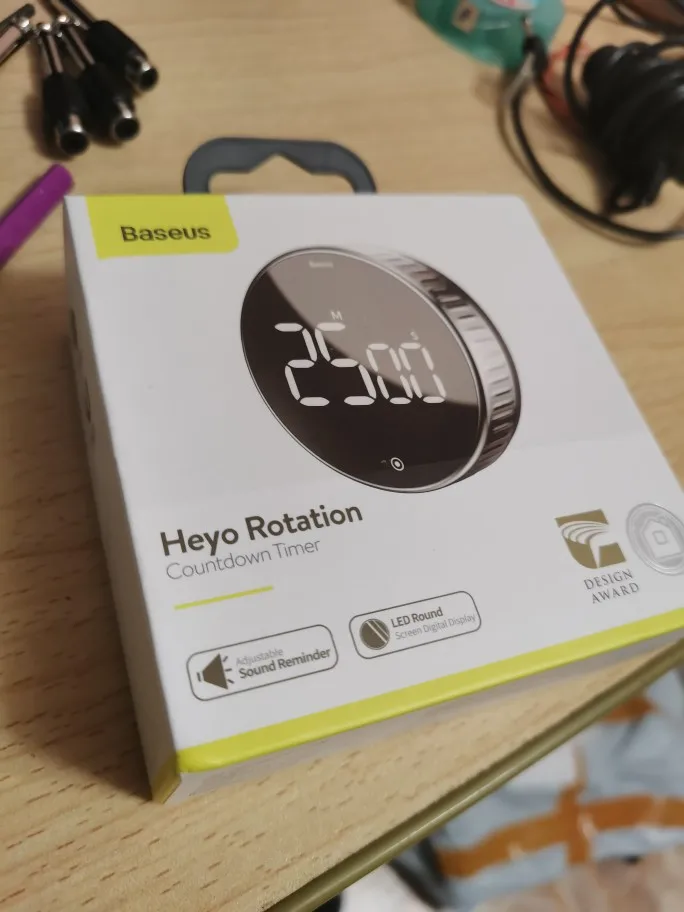 Baseus
M
S
25 00
Heyo Rotation
Countdown Timer
Adjustable
Sound Reminder
LED Round
Screen Digital Display
DESIGN
AWARD